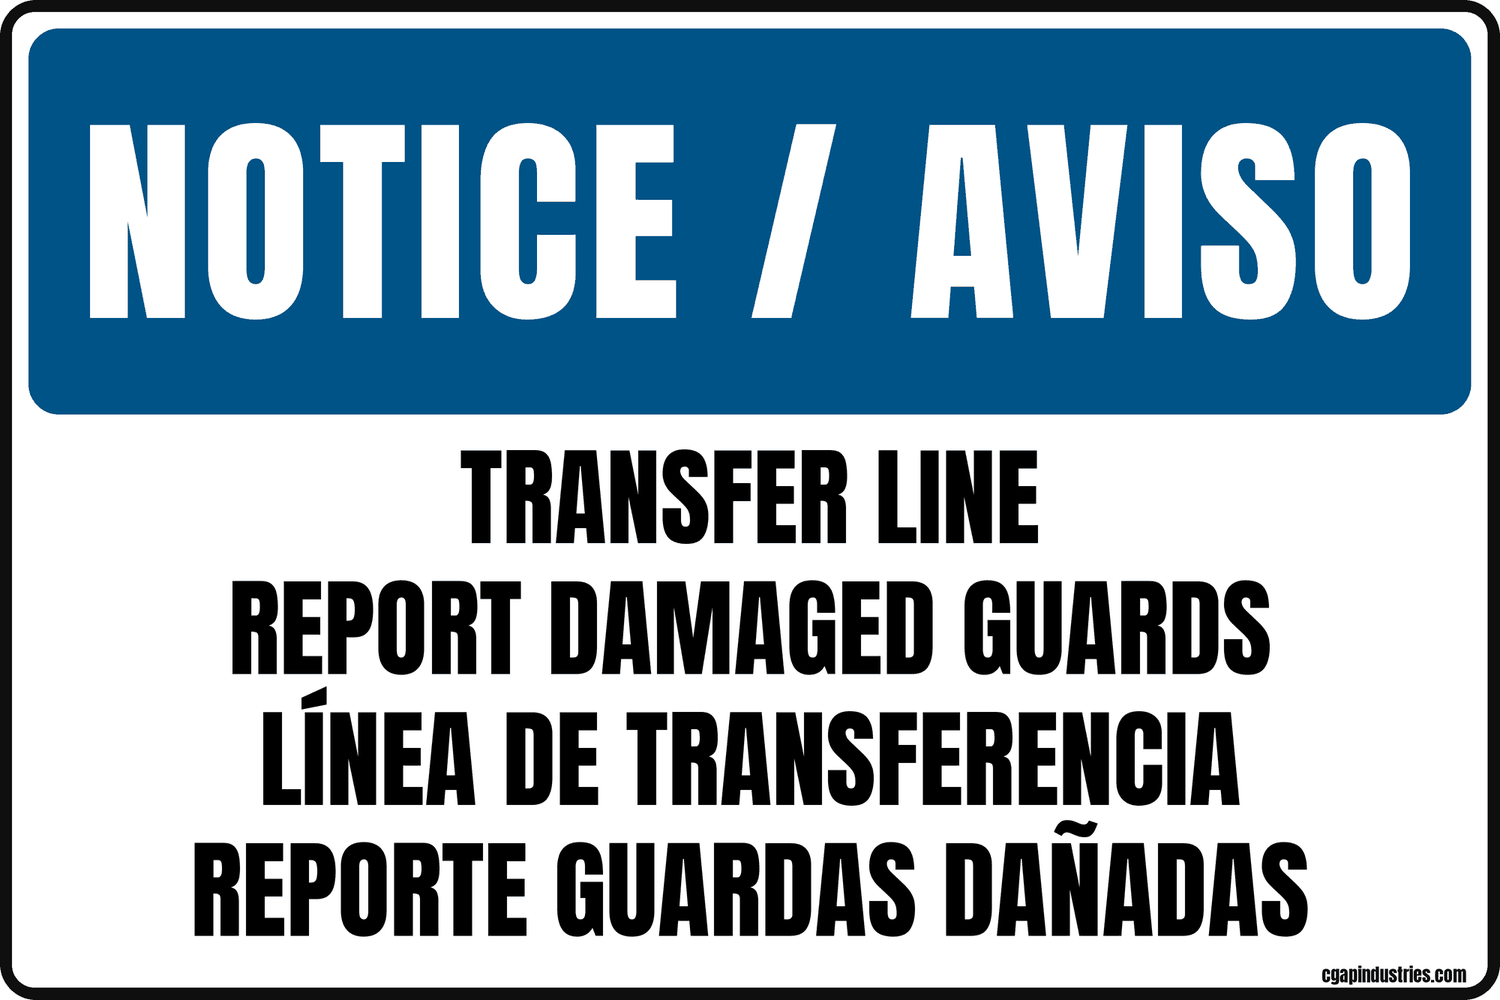 NOTICE / AVISO
TRANSFER LINE
REPORT DAMAGED GUARDS
LÍNEA DE TRANSFERENCIA
REPORTE GUARDAS DAÑADAS
cgapindustries.com